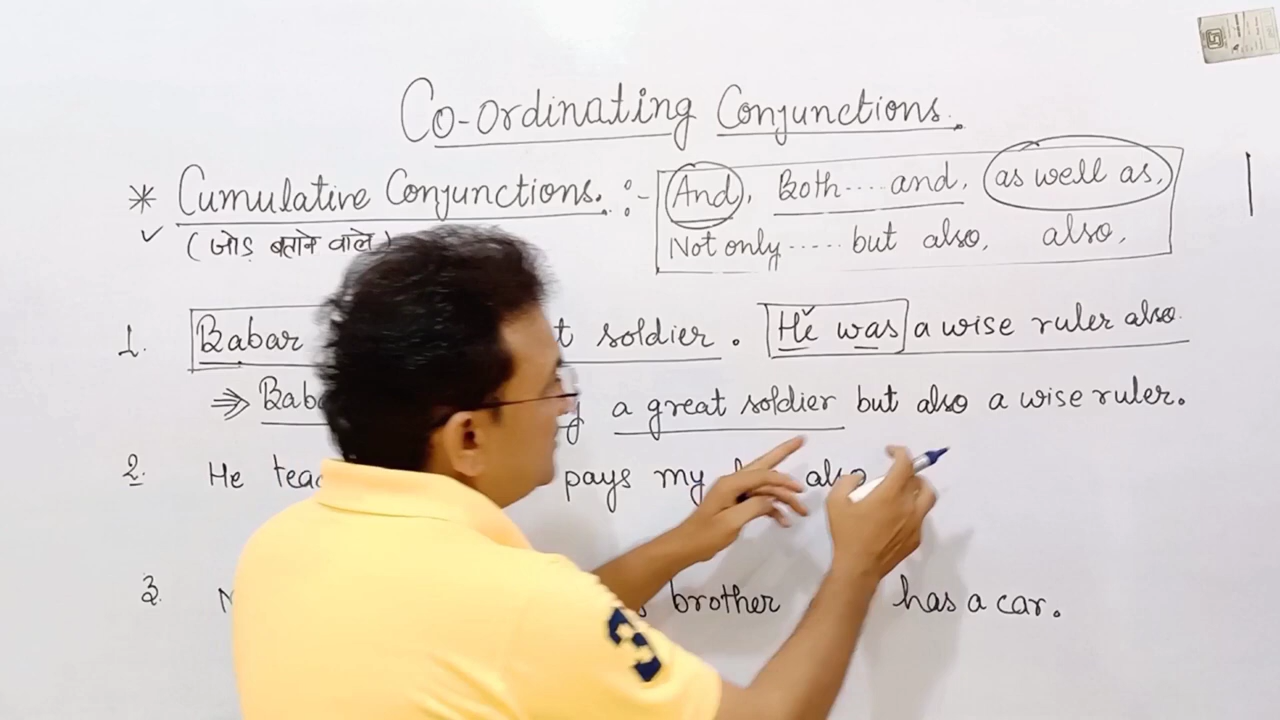 Co-ordinating Conjunctions.
* Cumulative Conjunctions. :- And, Both....and, as well as,
✓ (जोड़ बताने वाले) Not only ...... but also, also,
1. Babar soldier. He was a wise ruler also.
⇒ a great soldier but also a wise ruler.
2. He pays my also
3. brother has a car.
3